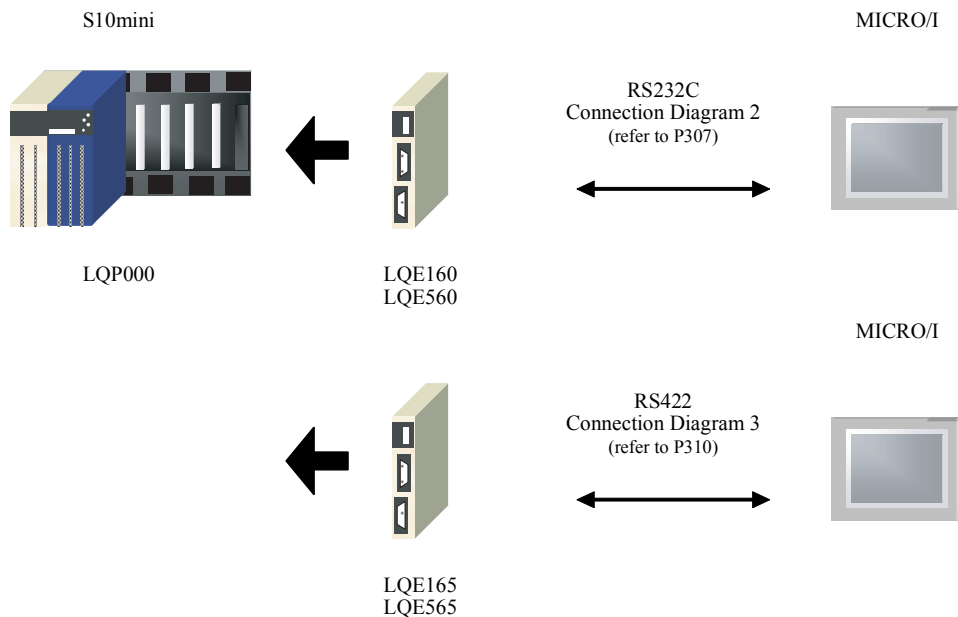 S10mini
MICRO/I
RS232C
Connection Diagram 2
(refer to P307)
LQP000
LQE160
LQE560
MICRO/I
RS422
Connection Diagram 3
(refer to P310)
LQE165
LQE565